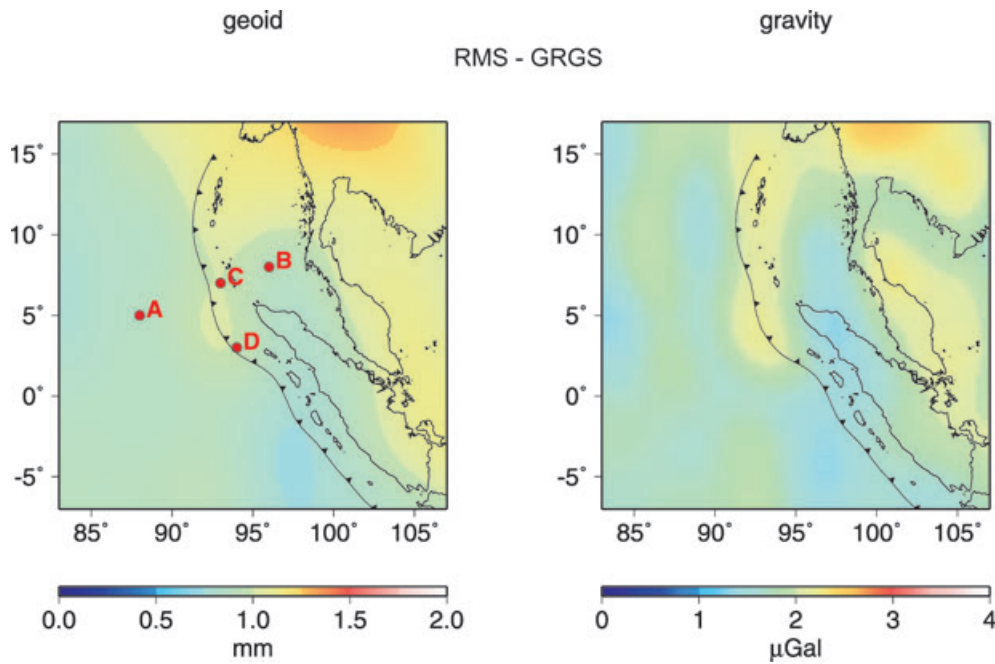 geoid gravity
RMS - GRGS
15˚ 15˚
10˚ 10˚
B
C
5˚ A 5˚
D
0˚ 0˚
-5˚ -5˚
85˚ 90˚ 95˚ 100˚ 105˚ 85˚ 90˚ 95˚ 100˚ 105˚
0.0 0.5 1.0 1.5 2.0 0 1 2 3 4
mm µGal